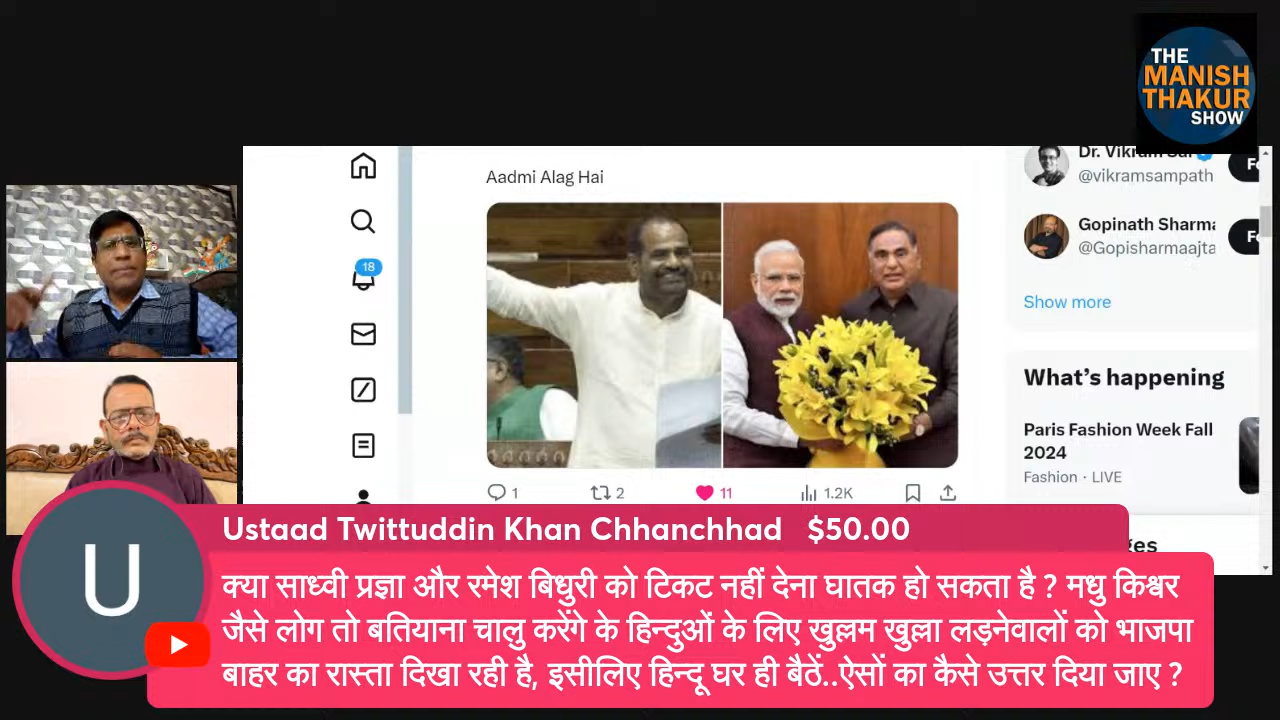 THE
MANISH
THAKUR
SHOW
Aadmi Alag Hai
18
1
2
11
1.2K
Dr. Vikram
@vikramsampath
Gopinath Sharma
@Gopisharmaajta
Show more
What's happening
Paris Fashion Week Fall
2024
Fashion · LIVE
Ustaad Twittuddin Khan Chhanchhad $50.00
U
क्या साध्वी प्रज्ञा और रमेश बिधुरी को टिकट नहीं देना घातक हो सकता है ? मधु किश्वर
जैसे लोग तो बतियाना चालु करेंगे के हिन्दुओं के लिए खुल्लम खुल्ला लड़नेवालों को भाजपा
बाहर का रास्ता दिखा रही है, इसीलिए हिन्दू घर ही बैठें..ऐसों का कैसे उत्तर दिया जाए ?